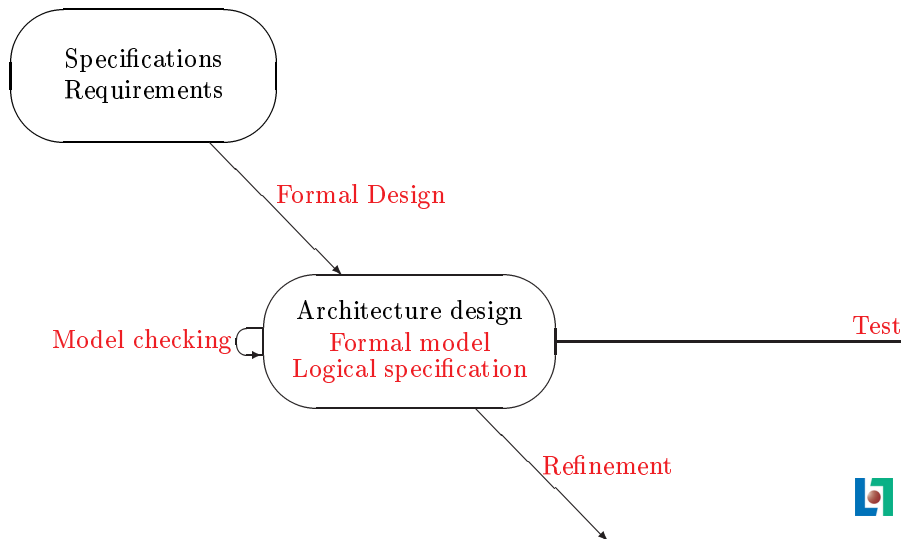 Specifications
Requirements
Formal Design
Architecture design
Model checking
Formal model
Logical specification
Test
Refinement